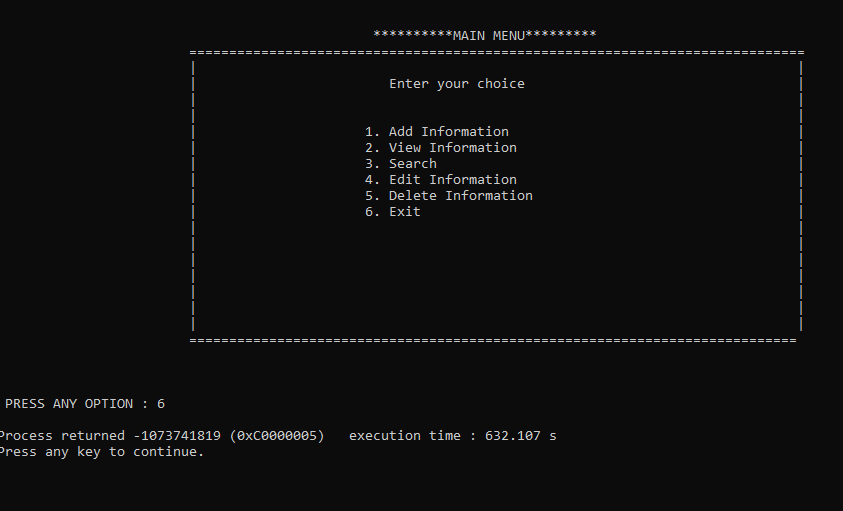 **********MAIN MENU*********
=============================================================================
Enter your choice
1. Add Information
2. View Information
3. Search
4. Edit Information
5. Delete Information
6. Exit
============================================================================
PRESS ANY OPTION : 6
Process returned -1073741819 (0xC0000005)   execution time : 632.107 s
Press any key to continue.